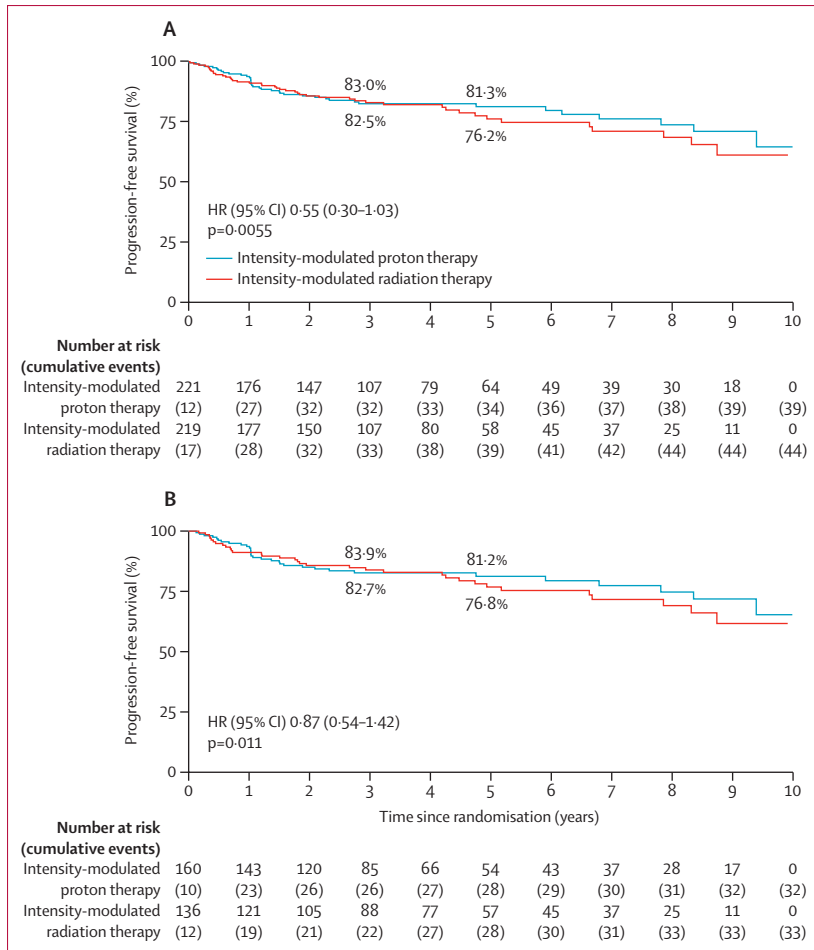 A
100
75
50
25
0
Progression-free survival (%)
83·0%
82·5%
81·3%
76·2%
HR (95% CI) 0·55 (0·30–1·03)
p=0·0055
Intensity-modulated proton therapy
Intensity-modulated radiation therapy
0 1 2 3 4 5 6 7 8 9 10
Number at risk
(cumulative events)
Intensity-modulated 221 176 147 107 79 64 49 39 30 18 0
proton therapy (12) (27) (32) (32) (33) (34) (36) (37) (38) (39) (39)
Intensity-modulated 219 177 150 107 80 58 45 37 25 11 0
radiation therapy (17) (28) (32) (33) (38) (39) (41) (42) (44) (44) (44)
B
100
75
50
25
0
Progression-free survival (%)
83·9%
82·7%
81·2%
76·8%
HR (95% CI) 0·87 (0·54–1·42)
p=0·011
0 1 2 3 4 5 6 7 8 9 10
Time since randomisation (years)
Number at risk
(cumulative events)
Intensity-modulated 160 143 120 85 66 54 43 37 28 17 0
proton therapy (10) (23) (26) (26) (27) (28) (29) (30) (31) (32) (32)
Intensity-modulated 136 121 105 88 77 57 45 37 25 11 0
radiation therapy (12) (19) (21) (22) (27) (28) (30) (31) (33) (33) (33)